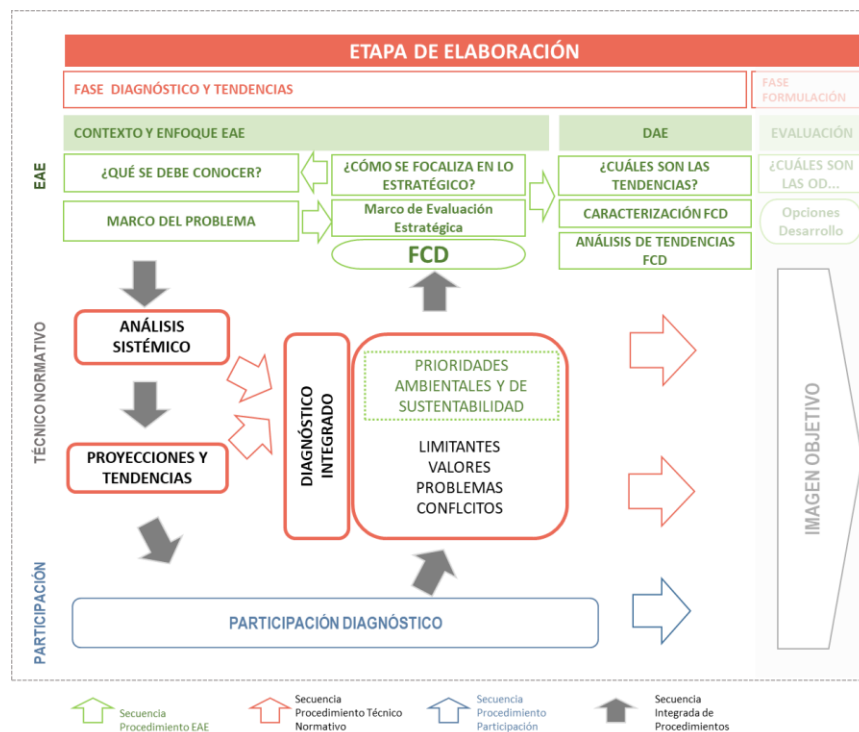 ETAPA DE ELABORACIÓN
FASE DIAGNÓSTICO Y TENDENCIAS
FASE
FORMULACIÓN
CONTEXTO Y ENFOQUE EAE
DAE
EVALUACIÓN
EAE
¿QUÉ SE DEBE CONOCER?
¿CÓMO SE FOCALIZA EN LO
ESTRATÉGICO?
¿CUÁLES SON LAS
TENDENCIAS?
¿CUÁLES SON
LAS OD...
MARCO DEL PROBLEMA
Marco de Evaluación
Estratégica
CARACTERIZACIÓN FCD
Opciones
Desarrollo
FCD
ANÁLISIS DE TENDENCIAS
FCD
TÉCNICO NORMATIVO
ANÁLISIS
SISTÉMICO
PROYECCIONES Y
TENDENCIAS
DIAGNÓSTICO
INTEGRADO
PRIORIDADES
AMBIENTALES Y DE
SUSTENTABILIDAD
LIMITANTES
VALORES
PROBLEMAS
CONFLCITOS
IMAGEN OBJETIVO
PARTICIPACIÓN
PARTICIPACIÓN DIAGNÓSTICO
Secuencia
Procedimiento EAE
Secuencia
Procedimiento Técnico
Normativo
Secuencia
Procedimiento
Participación
Secuencia
Integrada de
Procedimientos